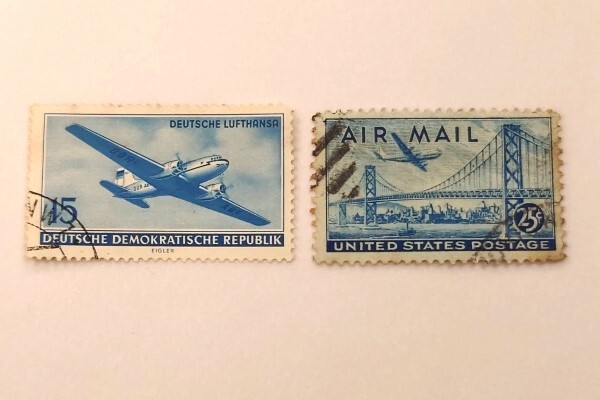 DEUTSCHE LUFTHANSA
15
DEUTSCHE DEMOKRATISCHE REPUBLIK
EIGLER
AIR MAIL
25¢
UNITED STATES POSTAGE